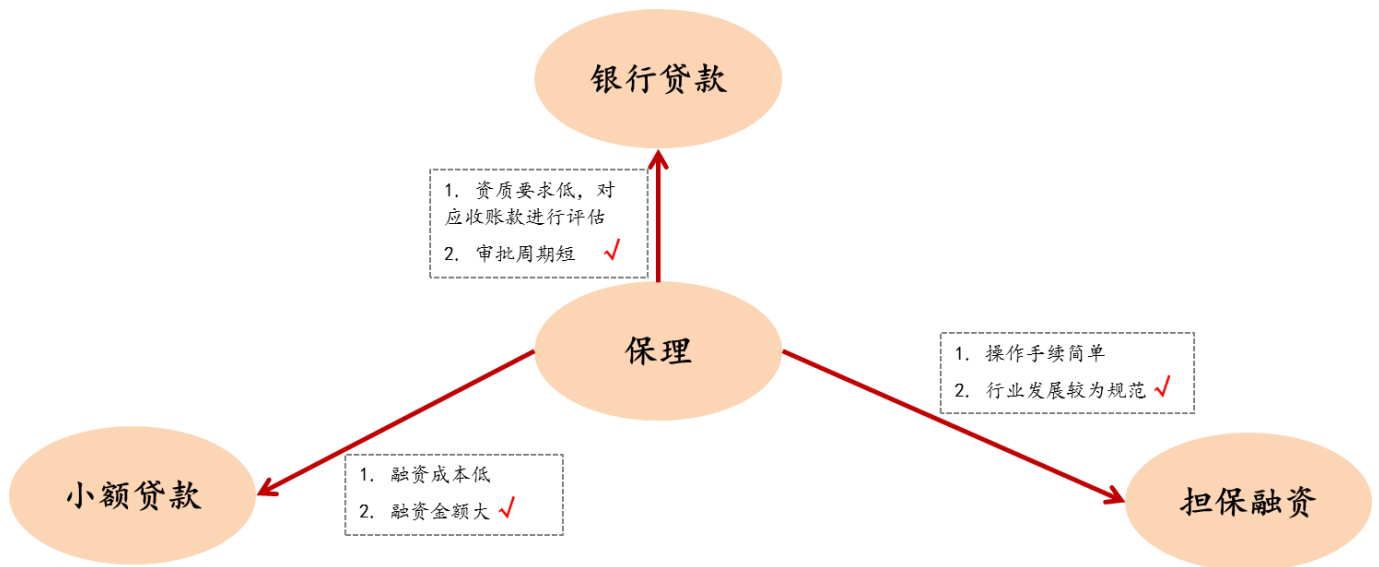 银行贷款
1. 资质要求低，对
应收账款进行评估
2. 审批周期短 √
保理
1. 操作手续简单
2. 行业发展较为规范 √
小额贷款
1. 融资成本低
2. 融资金额大 √
担保融资